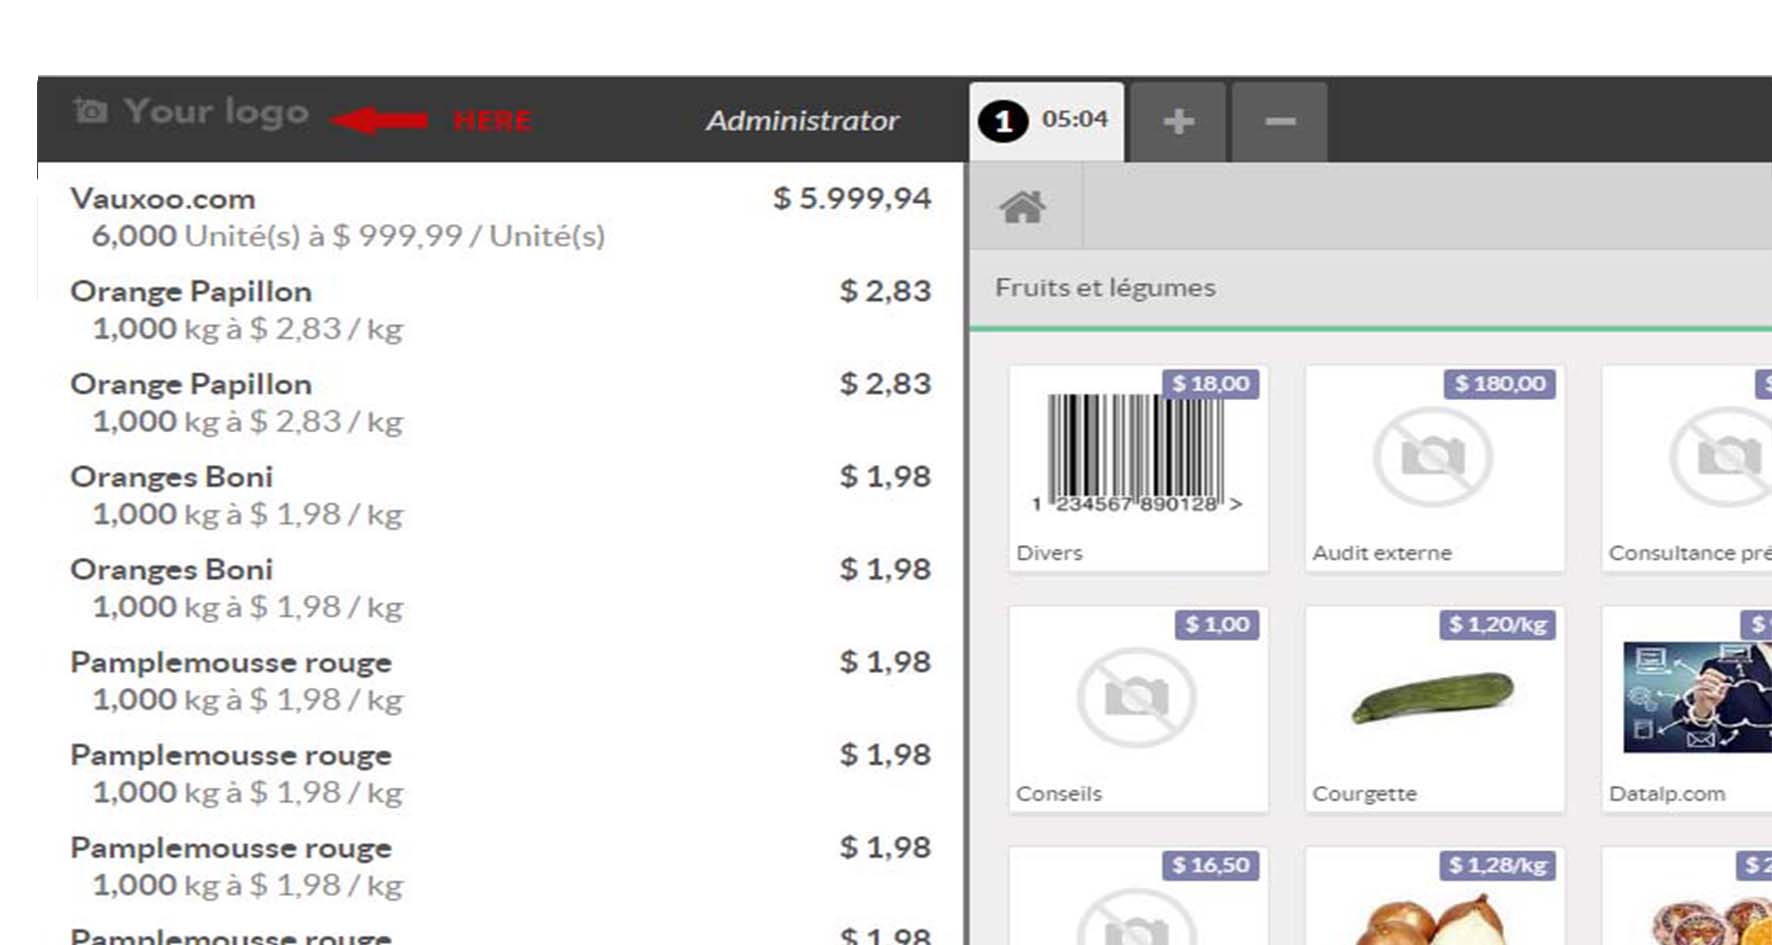 Your logo HERE Administrator
1 05:04 + −
Vauxoo.com $ 5.999,94
6,000 Unité(s) à $ 999,99 / Unité(s)
Orange Papillon $ 2,83
1,000 kg à $ 2,83 / kg
Orange Papillon $ 2,83
1,000 kg à $ 2,83 / kg
Oranges Boni $ 1,98
1,000 kg à $ 1,98 / kg
Oranges Boni $ 1,98
1,000 kg à $ 1,98 / kg
Pamplemousse rouge $ 1,98
1,000 kg à $ 1,98 / kg
Pamplemousse rouge $ 1,98
1,000 kg à $ 1,98 / kg
Pamplemousse rouge $ 1,98
1,000 kg à $ 1,98 / kg
Pamplemousse rouge $ 1,98
Fruits et légumes
$ 18,00
1 234567 890128 >
Divers
$ 180,00
Audit externe
Consultance pré
$ 1,00
Conseils
$ 1,20/kg
Courgette
$
Datalp.com
$ 16,50
$ 1,28/kg
$ 2